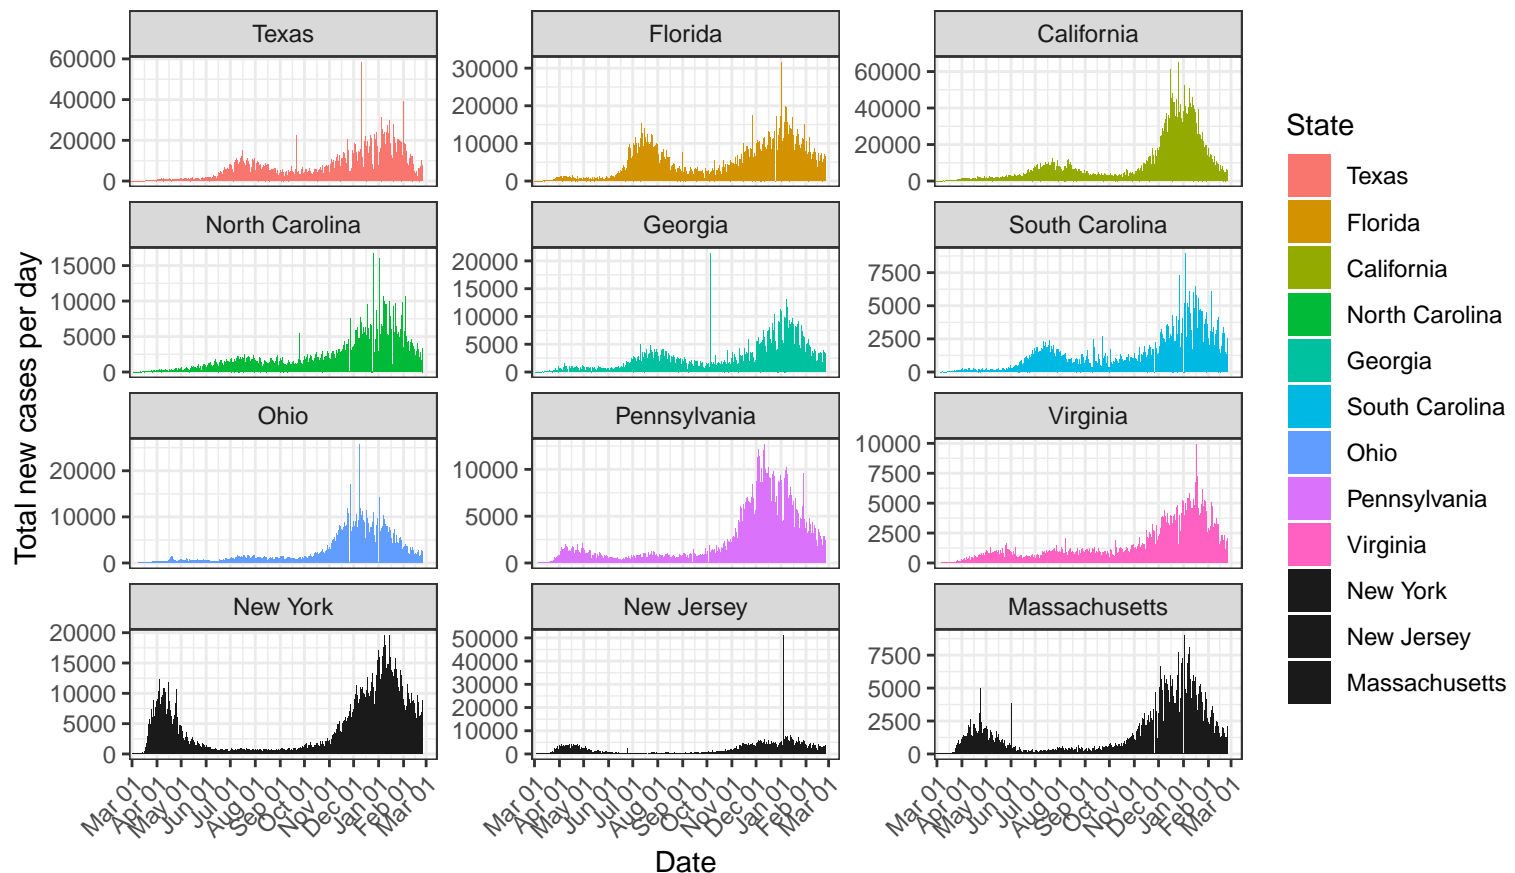 Texas
Florida
California
60000
40000
20000
0
30000
20000
10000
0
60000
40000
20000
0
North Carolina
Georgia
South Carolina
15000
10000
5000
0
20000
15000
10000
5000
0
7500
5000
2500
0
Ohio
Pennsylvania
Virginia
20000
10000
0
10000
5000
0
10000
7500
5000
2500
0
New York
New Jersey
Massachusetts
20000
15000
10000
5000
0
50000
40000
30000
20000
10000
0
7500
5000
2500
0
Mar 01
Apr 01
May 01
Jun 01
Jul 01
Aug 01
Sep 01
Oct 01
Nov 01
Dec 01
Jan 01
Feb 01
Mar 01
Mar 01
Apr 01
May 01
Jun 01
Jul 01
Aug 01
Sep 01
Oct 01
Nov 01
Dec 01
Jan 01
Feb 01
Mar 01
Mar 01
Apr 01
May 01
Jun 01
Jul 01
Aug 01
Sep 01
Oct 01
Nov 01
Dec 01
Jan 01
Feb 01
Mar 01
Date
Total new cases per day
State
Texas
Florida
California
North Carolina
Georgia
South Carolina
Ohio
Pennsylvania
Virginia
New York
New Jersey
Massachusetts